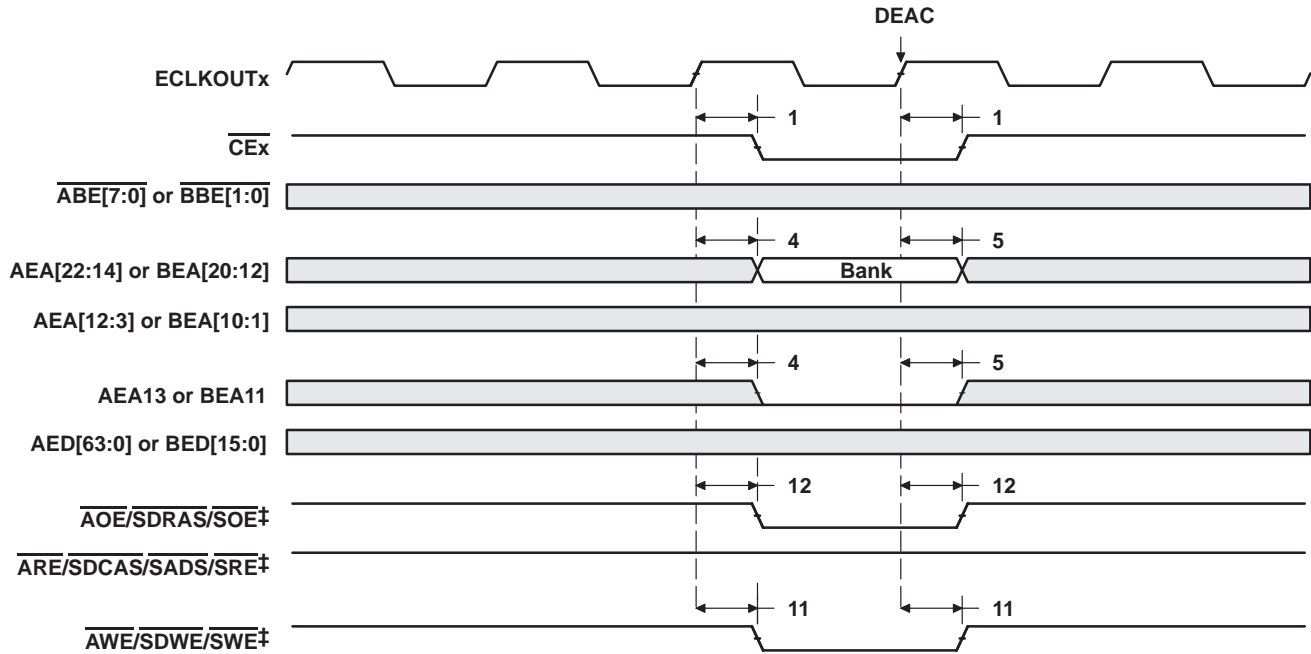 DEAC
ECLKOUTx
1 1
CEx
ABE[7:0] or BBE[1:0]
4 5
AEA[22:14] or BEA[20:12] Bank
AEA[12:3] or BEA[10:1]
4 5
AEA13 or BEA11
AED[63:0] or BED[15:0]
12 12
AOE/SDRAS/SOE‡
ARE/SDCAS/SADS/SRE‡
11 11
AWE/SDWE/SWE‡